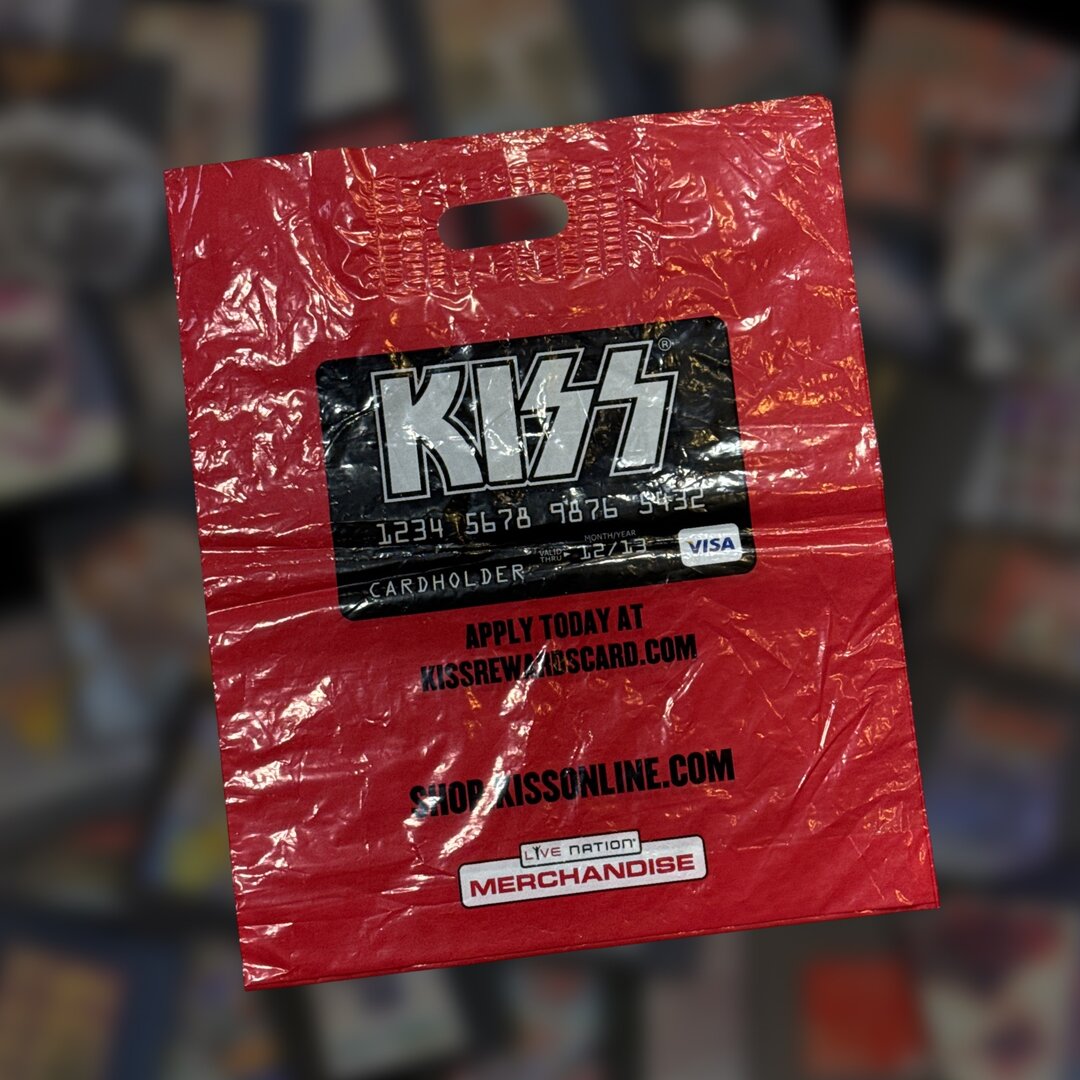 KISS®
1234 5678 9876 5432
MONTH/YEAR
VALID THRU 12/13
CARDHOLDER
VISA
APPLY TODAY AT
KISSREWARDSCARD.COM
SHOP.KISSONLINE.COM
LIVE NATION®
MERCHANDISE